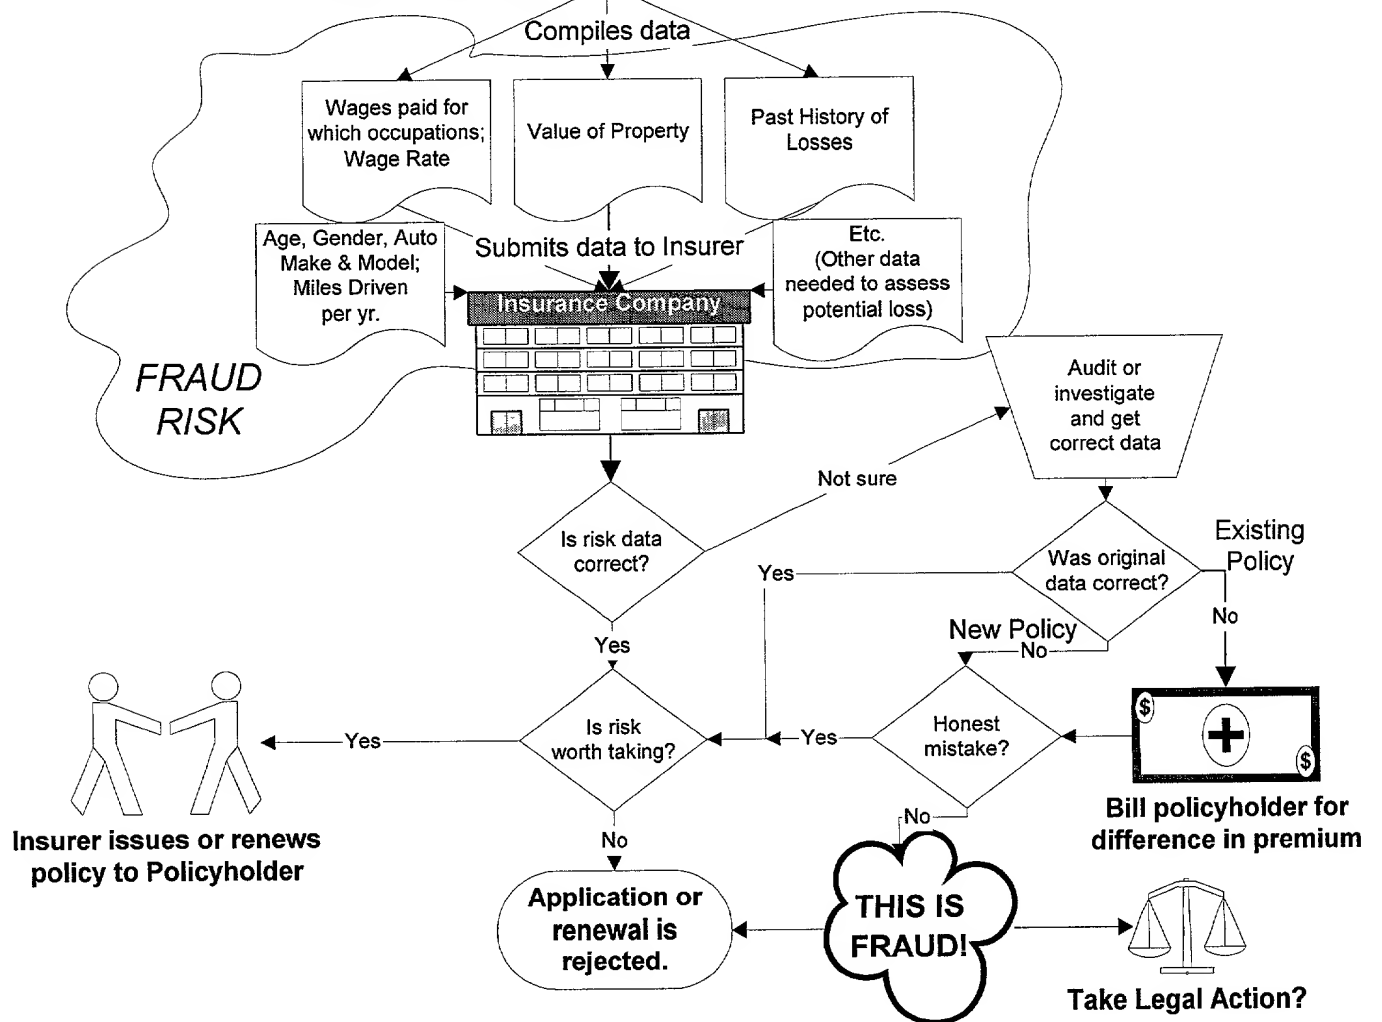 Compiles data
Wages paid for
which occupations;
Wage Rate
Value of Property
Past History of
Losses
Age, Gender, Auto
Make & Model;
Miles Driven
per yr.
Submits data to Insurer
Etc.
(Other data
needed to assess
potential loss)
Insurance Company
FRAUD
RISK
Audit or
investigate
and get
correct data
Not sure
Is risk data
correct?
Was original
data correct?
Existing
Policy
Yes
No
New Policy
No
Yes
Is risk
worth taking?
Yes
Yes
Honest
mistake?
$
$
Bill policyholder for
difference in premium
Insurer issues or renews
policy to Policyholder
No
No
Application or
renewal is
rejected.
THIS IS
FRAUD!
Take Legal Action?